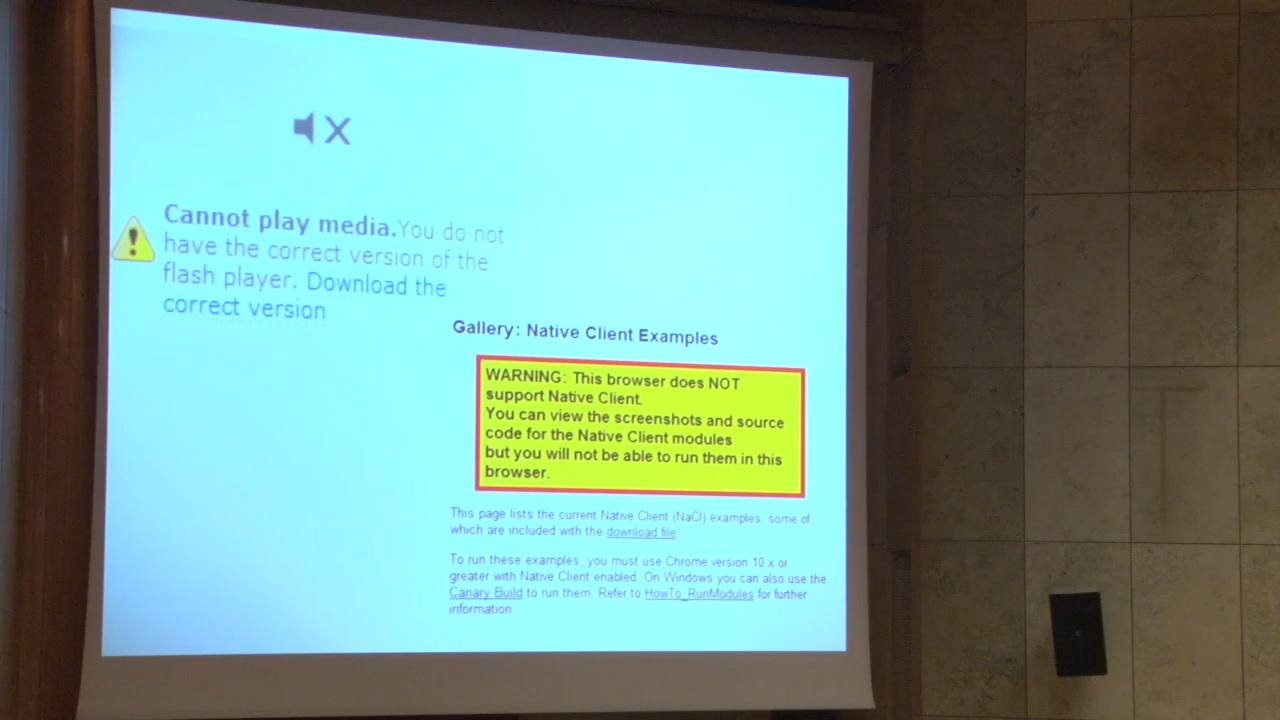 Cannot play media.You do not
have the correct version of the
flash player. Download the
correct version
Gallery: Native Client Examples
WARNING: This browser does NOT
support Native Client.
You can view the screenshots and source
code for the Native Client modules
but you will not be able to run them in this
browser.
This page lists the current Native Client (NaCl) examples. some of
which are included with the download file
To run these examples, you must use Chrome version 10.x or
greater with Native Client enabled. On Windows you can also use the
Canary Build to run them. Refer to HowTo_RunModules for further
information.